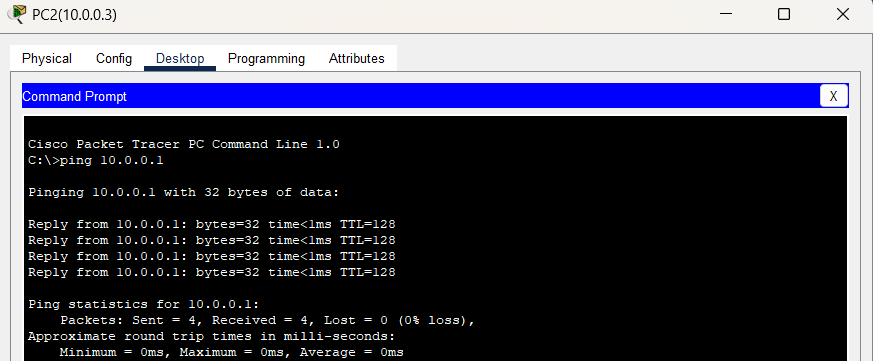 PC2(10.0.0.3)
Physical Config Desktop Programming Attributes
Command Prompt X
Cisco Packet Tracer PC Command Line 1.0
C:\>ping 10.0.0.1
Pinging 10.0.0.1 with 32 bytes of data:
Reply from 10.0.0.1: bytes=32 time<1ms TTL=128
Reply from 10.0.0.1: bytes=32 time<1ms TTL=128
Reply from 10.0.0.1: bytes=32 time<1ms TTL=128
Reply from 10.0.0.1: bytes=32 time<1ms TTL=128
Ping statistics for 10.0.0.1:
Packets: Sent = 4, Received = 4, Lost = 0 (0% loss),
Approximate round trip times in milli-seconds:
Minimum = 0ms, Maximum = 0ms, Average = 0ms